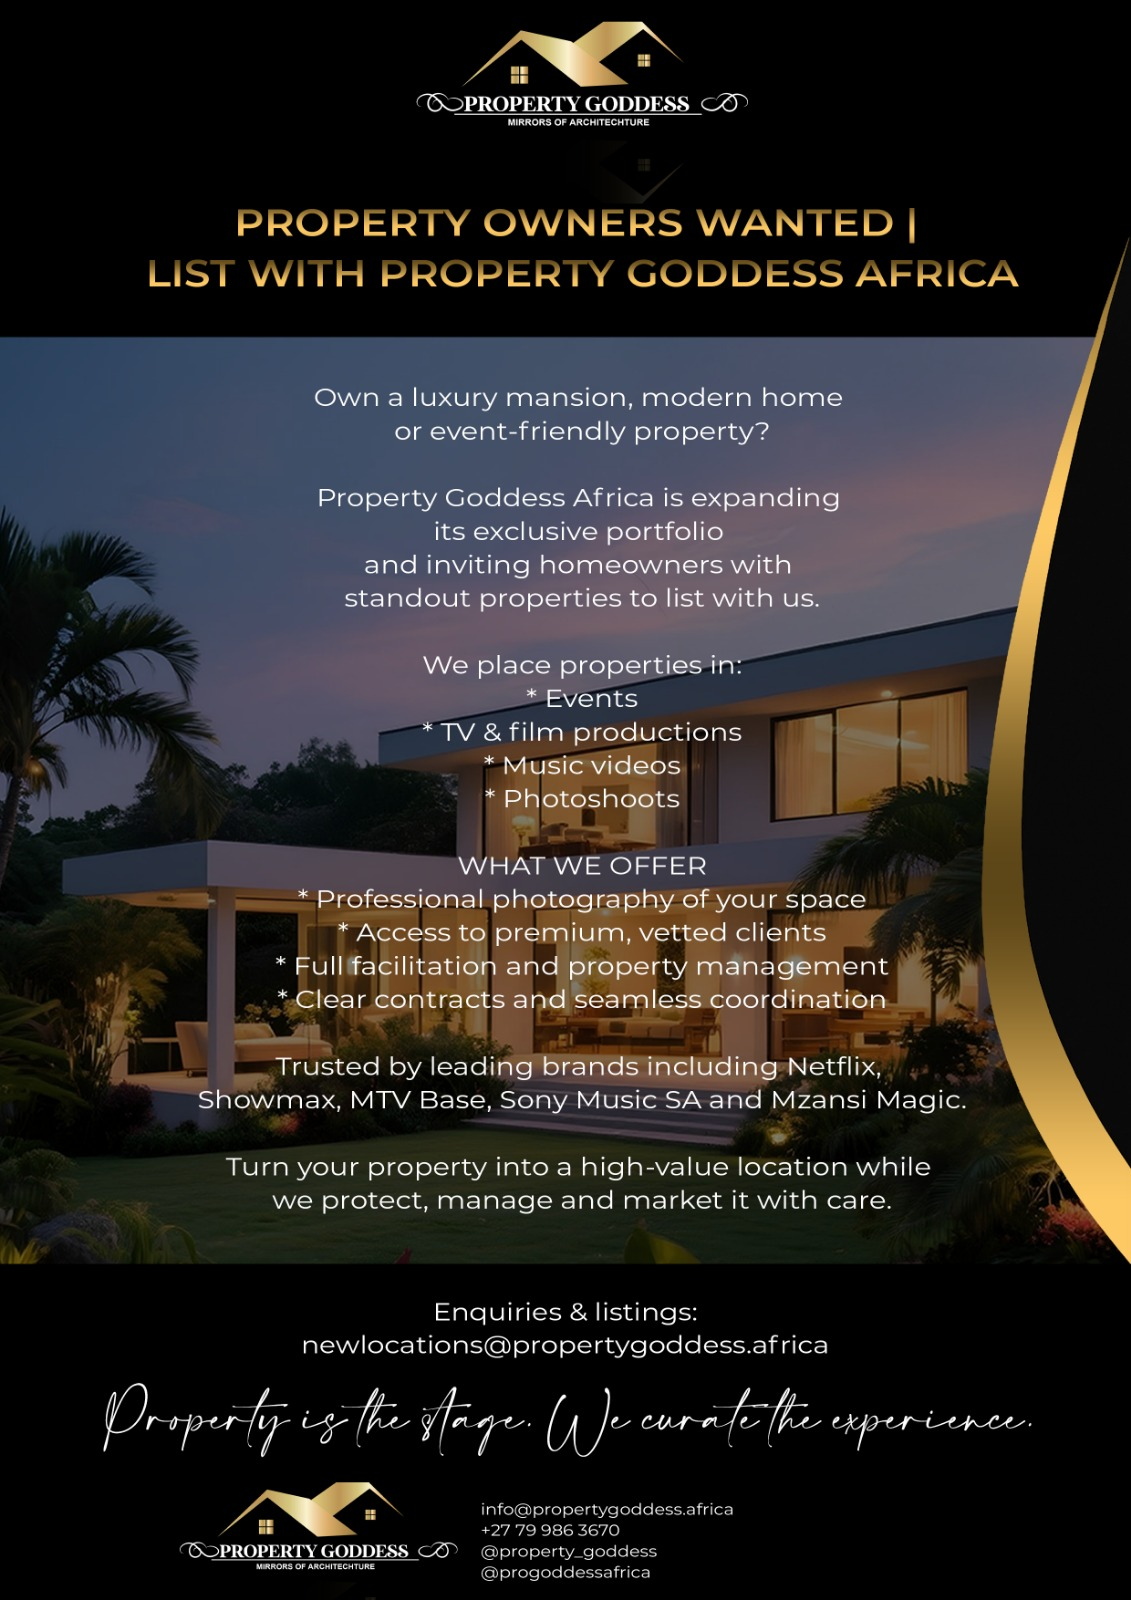 PROPERTY GODDESS
MIRRORS OF ARCHITECHTURE
PROPERTY OWNERS WANTED |
LIST WITH PROPERTY GODDESS AFRICA
Own a luxury mansion, modern home
or event-friendly property?
Property Goddess Africa is expanding
its exclusive portfolio
and inviting homeowners with
standout properties to list with us.
We place properties in:
* Events
* TV & film productions
* Music videos
* Photoshoots
WHAT WE OFFER
* Professional photography of your space
* Access to premium, vetted clients
* Full facilitation and property management
* Clear contracts and seamless coordination
Trusted by leading brands including Netflix,
Showmax, MTV Base, Sony Music SA and Mzansi Magic.
Turn your property into a high-value location while
we protect, manage and market it with care.
Enquiries & listings:
newlocations@propertygoddess.africa
Property is the stage. We curate the experience.
PROPERTY GODDESS
MIRRORS OF ARCHITECHTURE
info@propertygoddess.africa
+27 79 986 3670
@property_goddess
@progoddessafrica